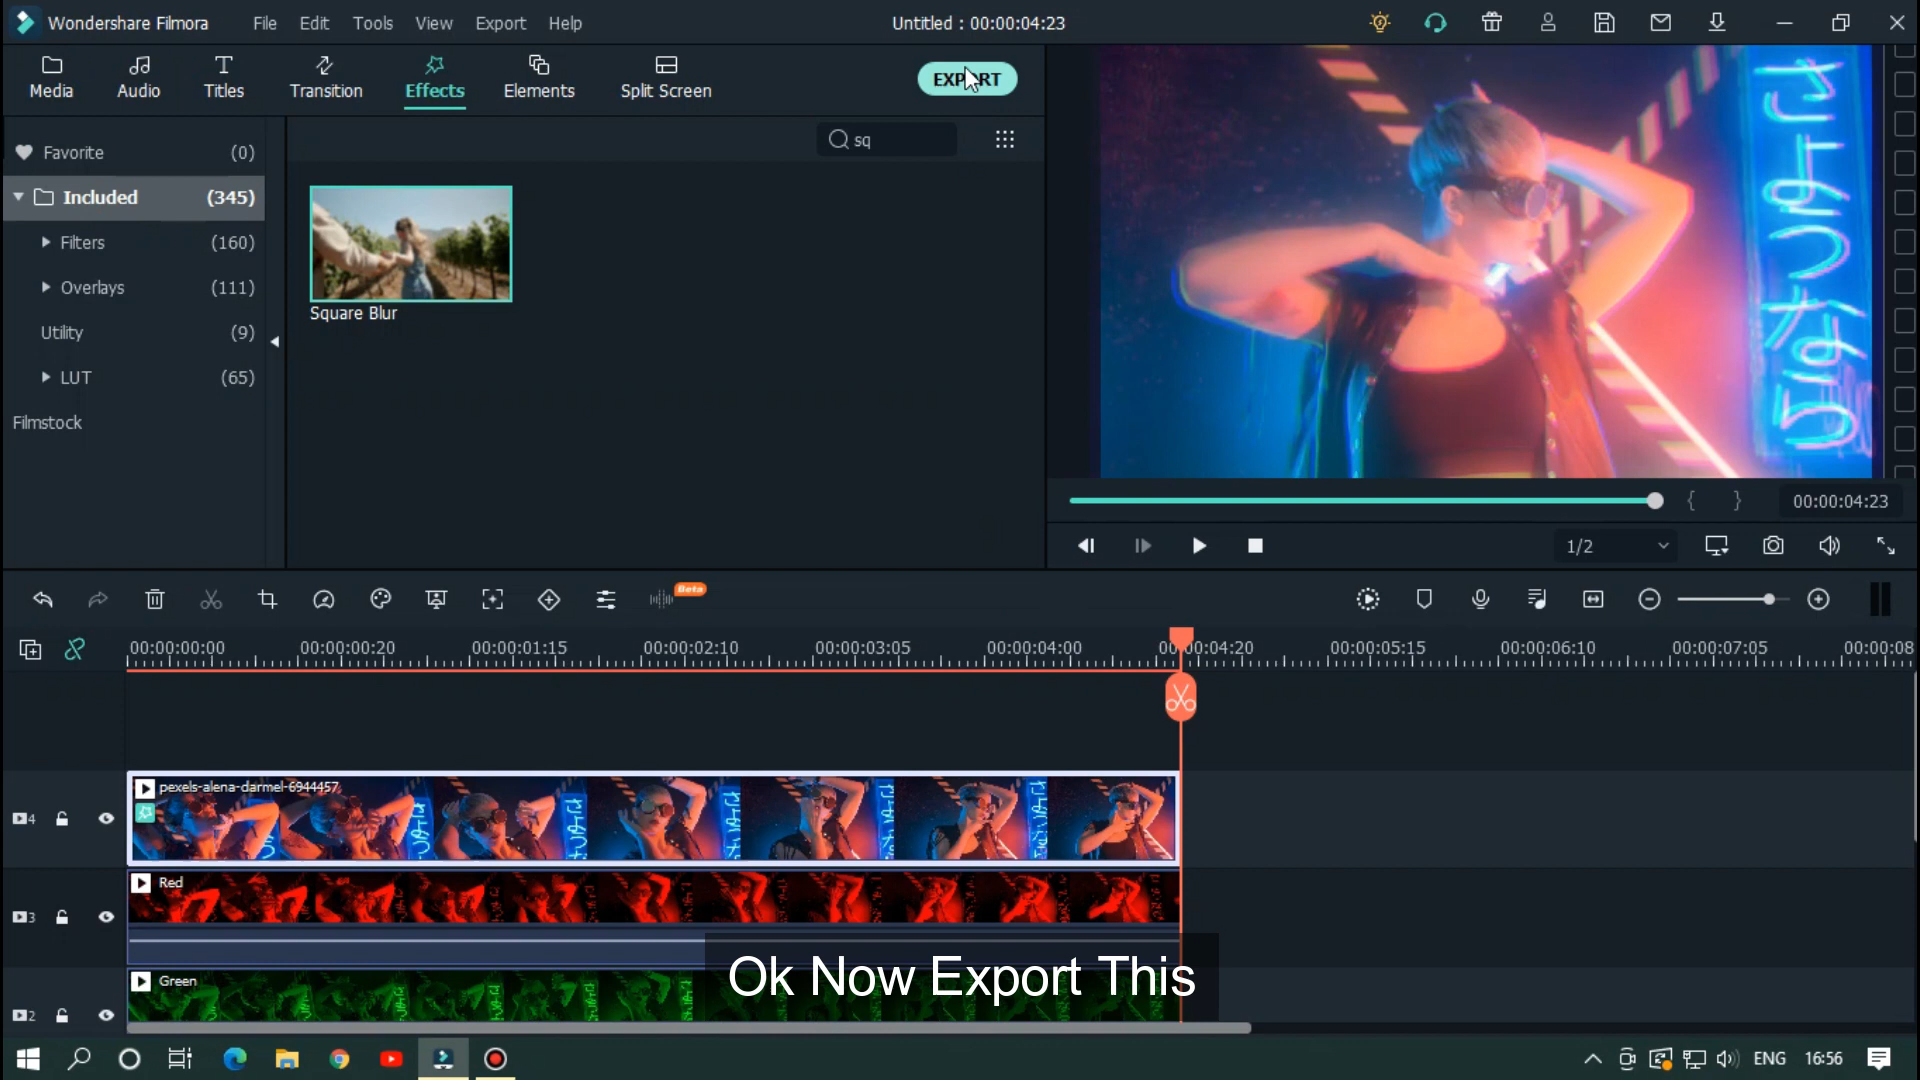 Wondershare Filmora File Edit Tools View Export Help Untitled : 00:00:04:23
Media Audio Titles Transition Effects Elements Split Screen EXPORT
sq
Favorite (0)
Included (345)
Filters (160)
Overlays (111)
Utility (9)
LUT (65)
Filmstock
Square Blur
00:00:04:23
1/2
Beta
00:00:00:00 00:00:00:20 00:00:01:15 00:00:02:10 00:00:03:05 00:00:04:00 00:00:04:20 00:00:05:15 00:00:06:10 00:00:07:05 00:00:08
pexels-alena-darmel-6944457
4
Red
3
Green
2
Ok Now Export This
ENG 16:56